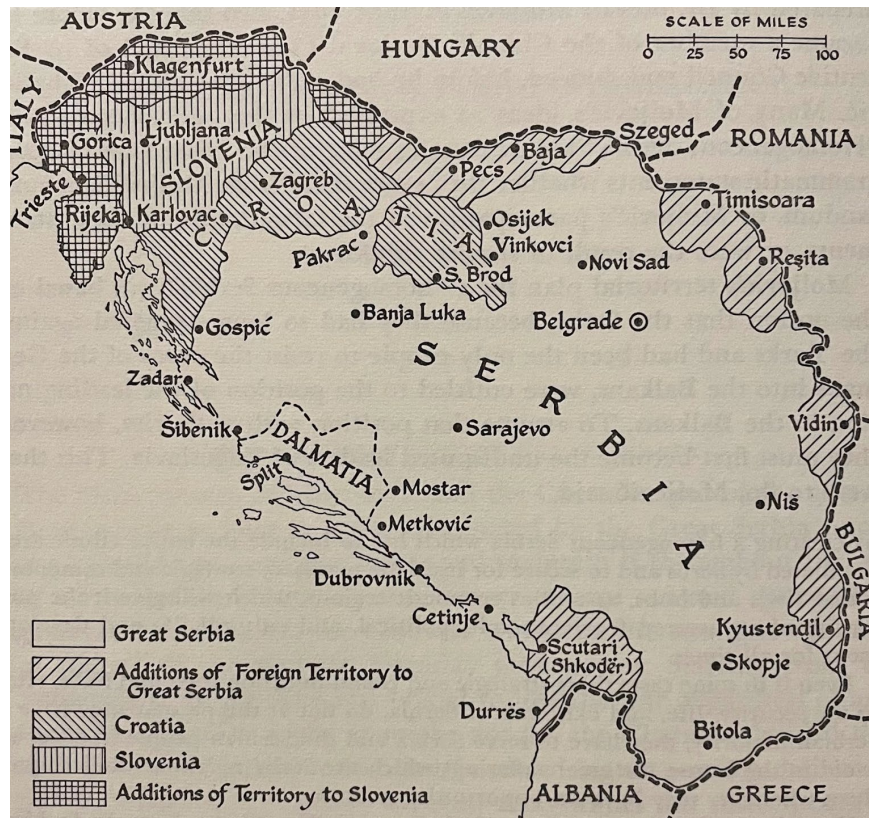 AUSTRIA
HUNGARY
SCALE OF MILES
0 25 50 75 100
ITALY
Klagenfurt
Gorica
Ljubljana
SLOVENIA
Trieste
Rijeka
Karlovac
Zagreb
CROATIA
Pecs
Baja
Szeged
ROMANIA
Timisoara
Reşita
Pakrac
Osijek
Vinkovci
S. Brod
Novi Sad
Banja Luka
Belgrade
Gospić
Zadar
SERBIA
Šibenik
DALMATIA
Split
Sarajevo
Vidin
Mostar
Metković
Niš
Dubrovnik
BULGARIA
Cetinje
Kyustendil
Scutari
(Shkodër)
Skopje
Durrës
Bitola
ALBANIA
GREECE
Great Serbia
Additions of Foreign Territory to
Great Serbia
Croatia
Slovenia
Additions of Territory to Slovenia